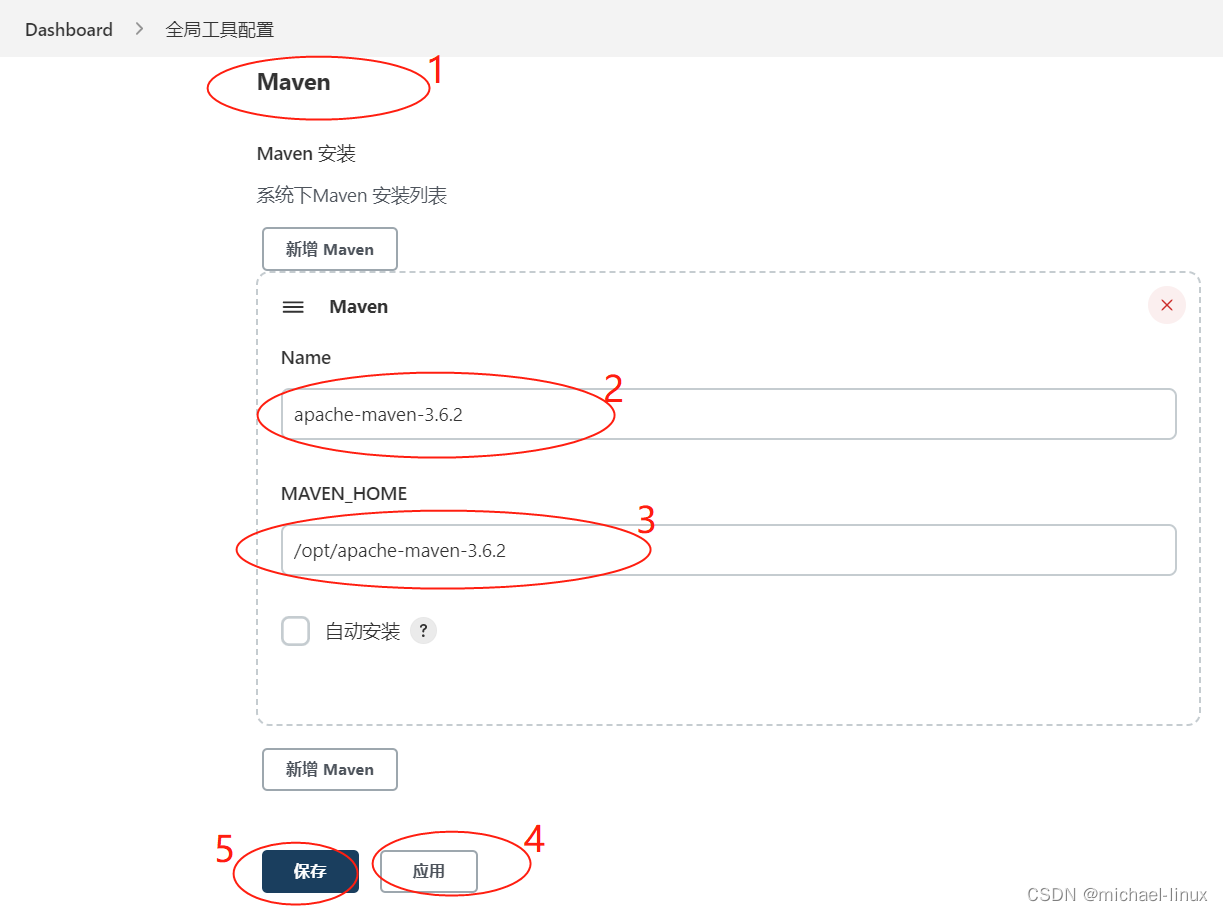 Dashboard > 全局工具配置
Maven 1
Maven 安装
系统下Maven 安装列表
新增 Maven
Maven
Name
2
apache-maven-3.6.2
MAVEN_HOME
3
/opt/apache-maven-3.6.2
自动安装 ?
新增 Maven
5 保存 应用 4
CSDN @michael-linux